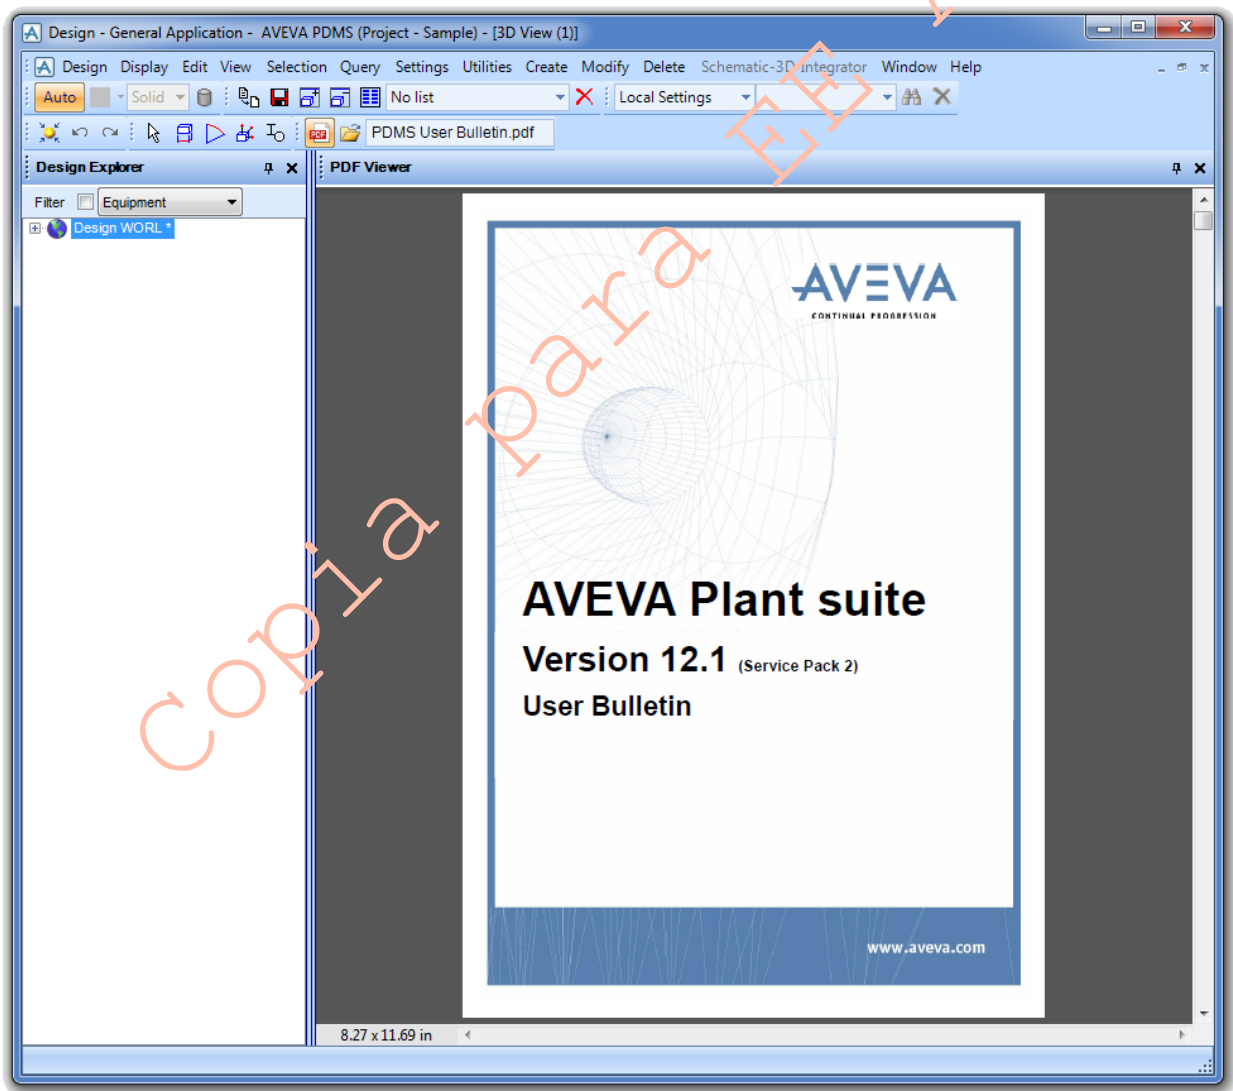 Design - General Application - AVEVA PDMS (Project - Sample) - [3D View (1)]
Design Display Edit View Selection Query Settings Utilities Create Modify Delete Schematic-3D Integrator Window Help
Auto Solid No list Local Settings
PDF PDMS User Bulletin.pdf
Design Explorer
PDF Viewer
Filter Equipment
Design WORL *
AVEVA
CONTINUAL PROGRESSION
AVEVA Plant suite
Version 12.1 (Service Pack 2)
User Bulletin
www.aveva.com
8.27 x 11.69 in
Copia para